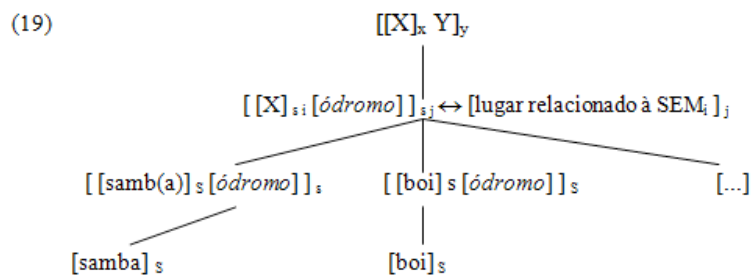 (19) [[X]ₓ Y]y
[ [X] s i [ódromo] ] s j ↔ [lugar relacionado à SEMi ] j
[ [samb(a)] S [ódromo] ] s [ [boi] s [ódromo] ] S [...]
[samba] S [boi]S